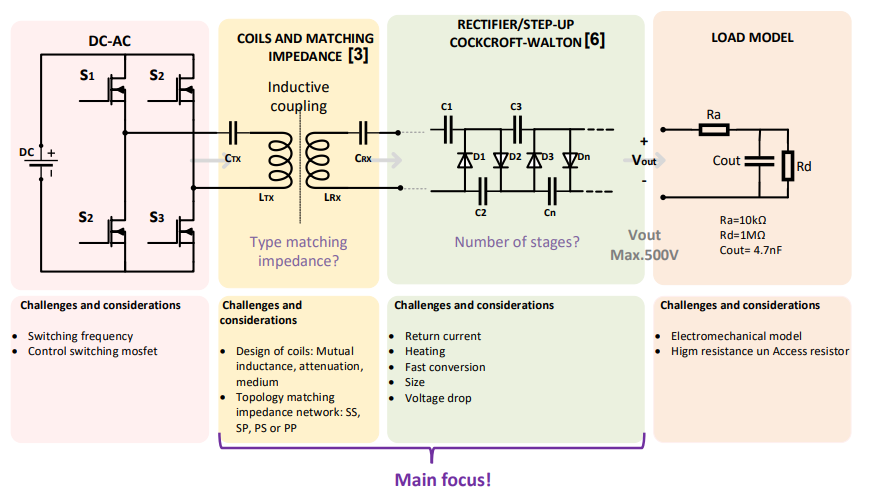 DC-AC
S1
S2
DC
+
–
S2
S3
COILS AND MATCHING
IMPEDANCE [3]
Inductive
coupling
CTX
CRX
LTX
LRX
Type matching
impedance?
RECTIFIER/STEP-UP
COCKCROFT-WALTON [6]
C1
C3
D1
D2
D3
Dn
C2
Cn
Number of stages?
+
Vout
-
Vout
Max.500V
LOAD MODEL
Ra
Cout
Rd
Ra=10kΩ
Rd=1MΩ
Cout= 4.7nF
Challenges and considerations
• Switching frequency
• Control switching mosfet
Challenges and
considerations
• Design of coils: Mutual
inductance, attenuation,
medium
• Topology matching
impedance network: SS,
SP, PS or PP
Challenges and considerations
• Return current
• Heating
• Fast conversion
• Size
• Voltage drop
Challenges and considerations
• Electromechanical model
• Higm resistance un Access resistor
Main focus!